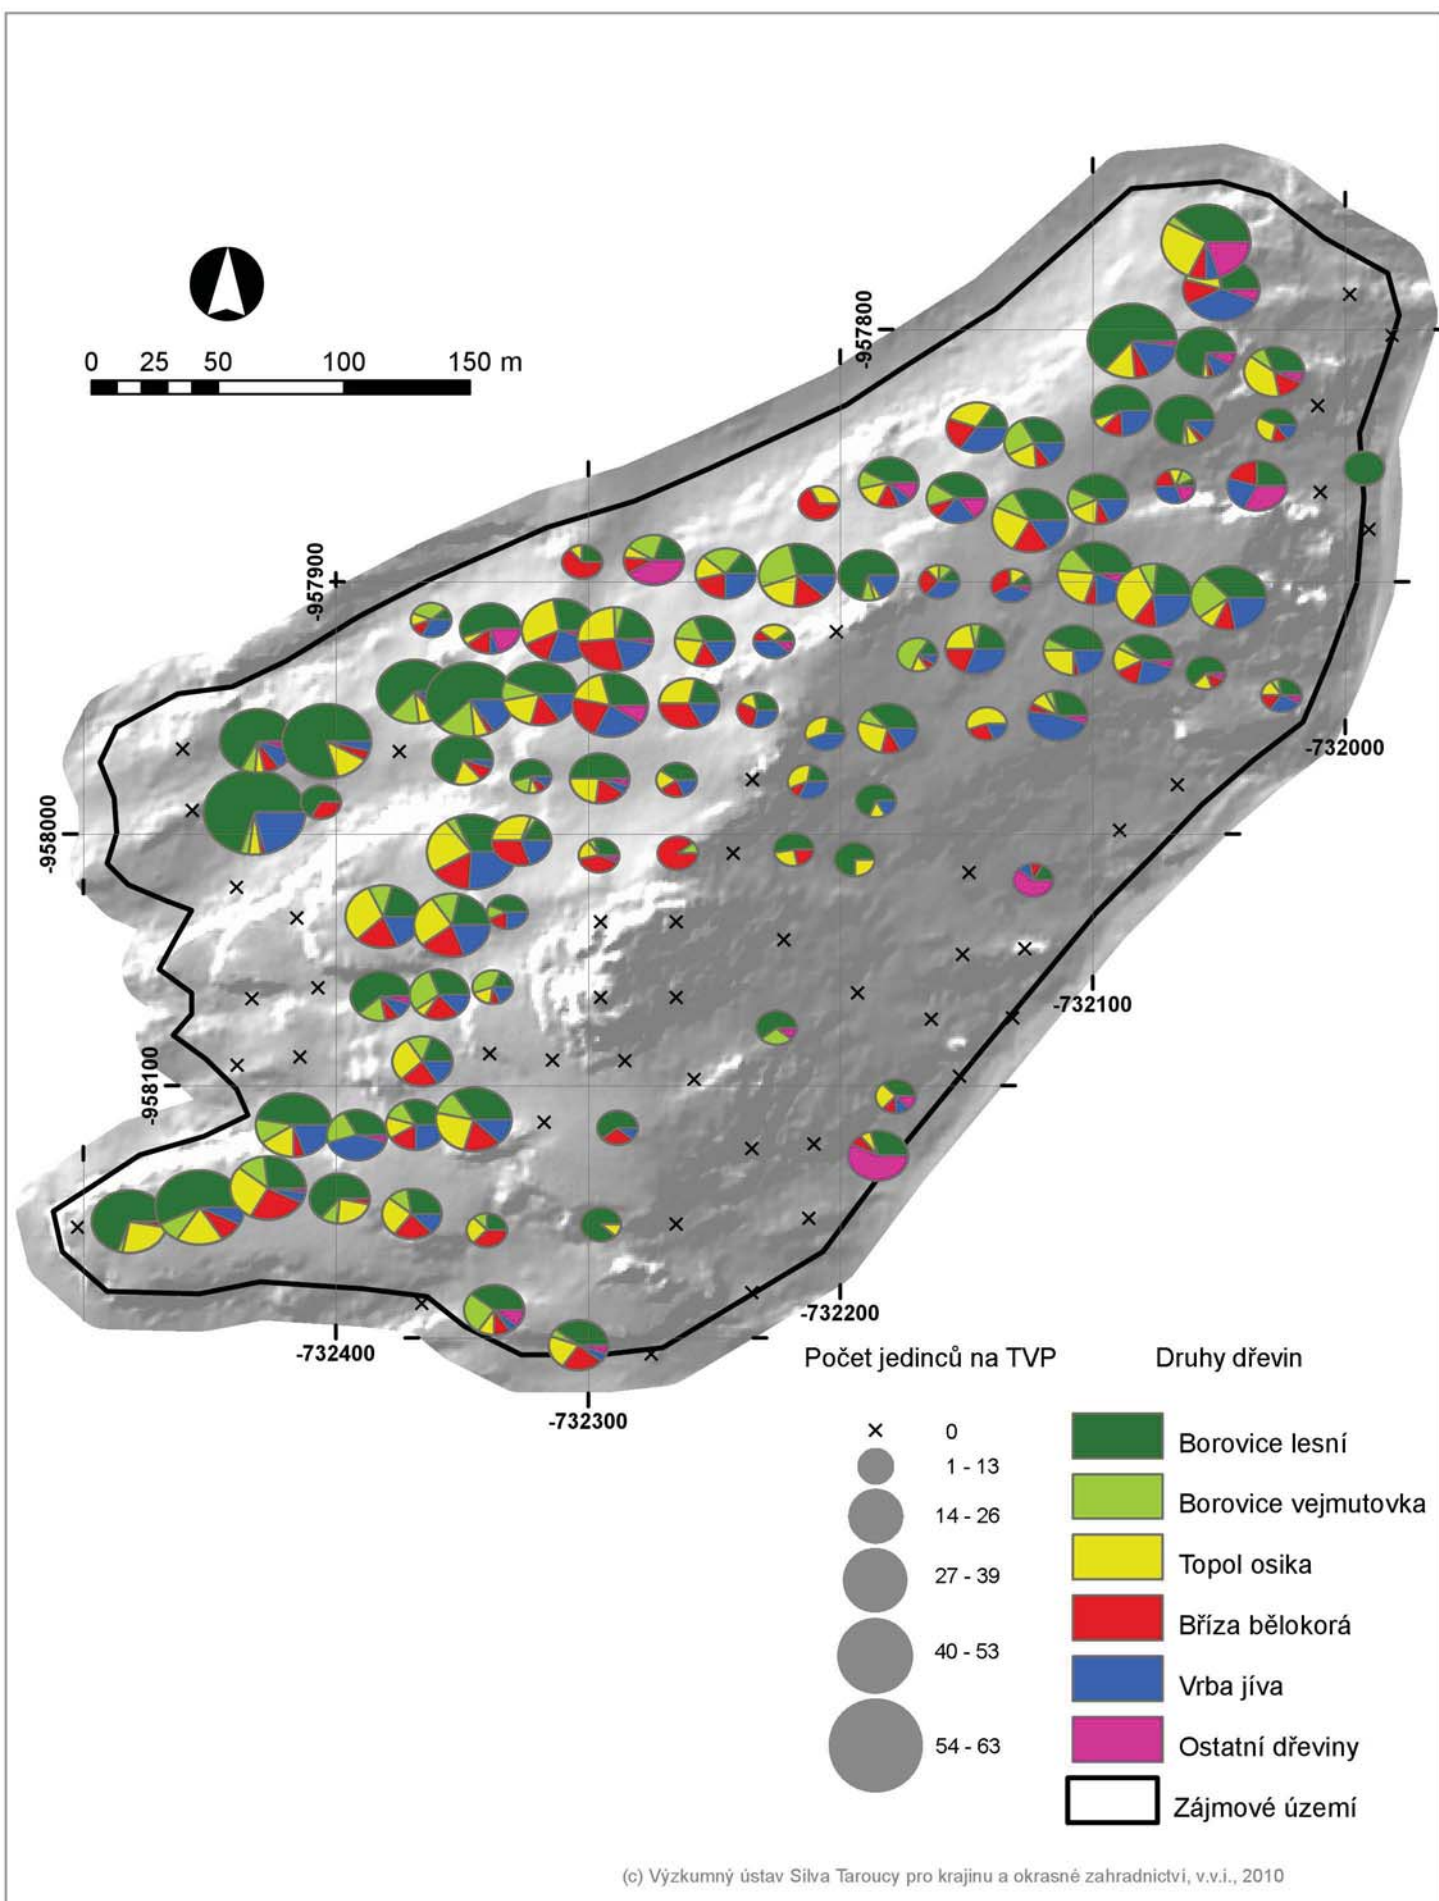 0 25 50 100 150 m
-957800
-957900
-732000
-958000
-732100
-958100
-732200
-732400
-732300
Počet jedinců na TVP
0
1 - 13
14 - 26
27 - 39
40 - 53
54 - 63
Druhy dřevin
Borovice lesní
Borovice vejmutovka
Topol osika
Bříza bělokorá
Vrba jíva
Ostatní dřeviny
Zájmové území
(c) Výzkumný ústav Silva Taroucy pro krajinu a okrasné zahradnictví, v.v.i., 2010